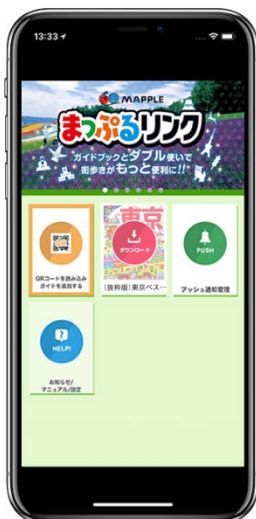 13:33
MAPPLE
まっぷるリンク
ガイドブックとダブル使いで
街歩きがもっと便利に!!
QR
QRコードを読み込み
ガイドを追加する
東京
ダウンロード
[抜粋版]東京ベス…
PUSH
プッシュ通知管理
HELP!
お知らせ/
マニュアル/設定